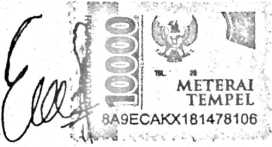 10000
TGL. 20
METERAI
TEMPEL
8A9ECAKX181478106